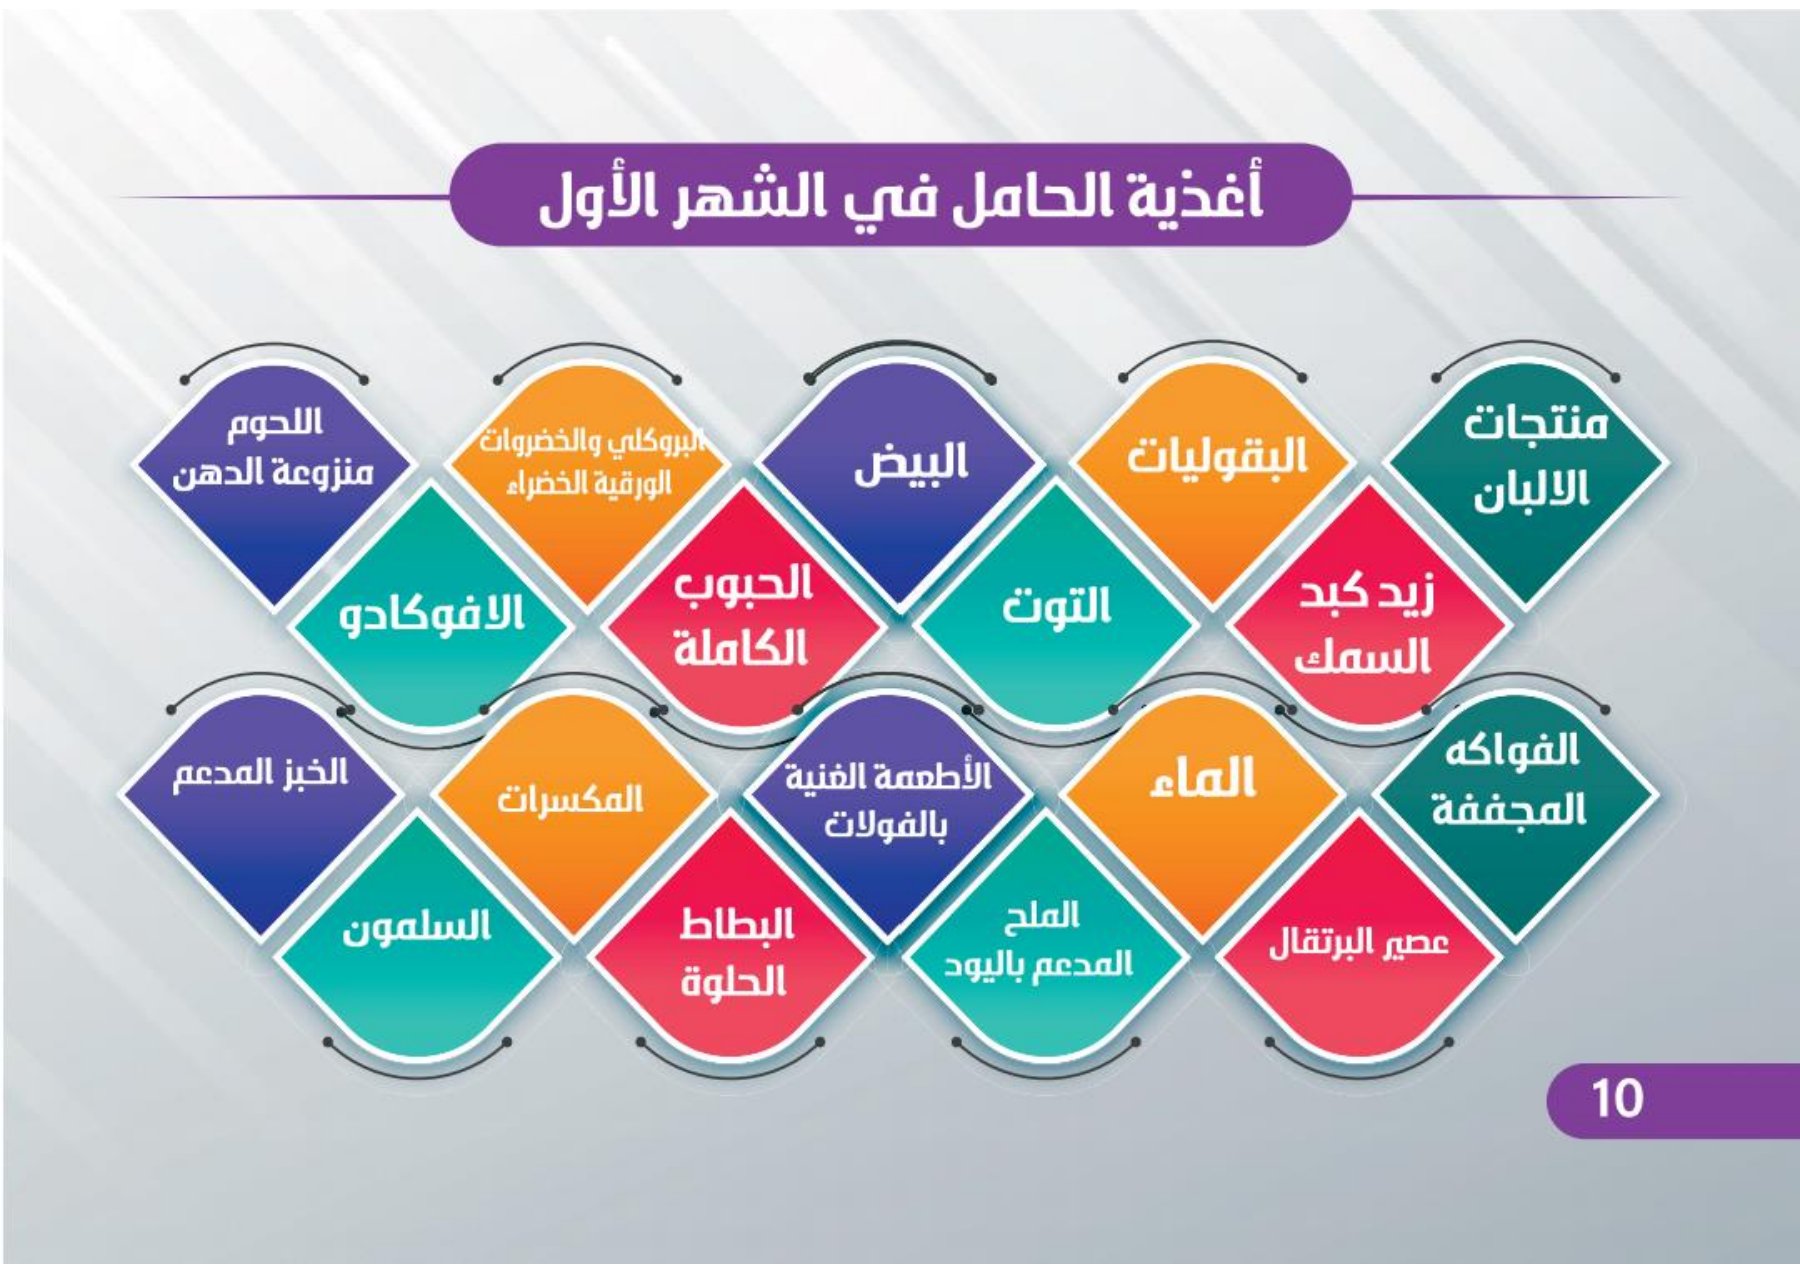 أغذية الحامل في الشهر الأول
منتجات
الالبان
البقوليات
البيض
البروكلي والخضروات
الورقية الخضراء
اللحوم
منزوعة الدهن
زيد كبد
السمك
التوت
الحبوب
الكاملة
الافوكادو
الفواكه
المجففة
الماء
الأطعمة الغنية
بالفولات
المكسرات
الخبز المدعم
عصير البرتقال
الملح
المدعم باليود
البطاط
الحلوة
السلمون
10